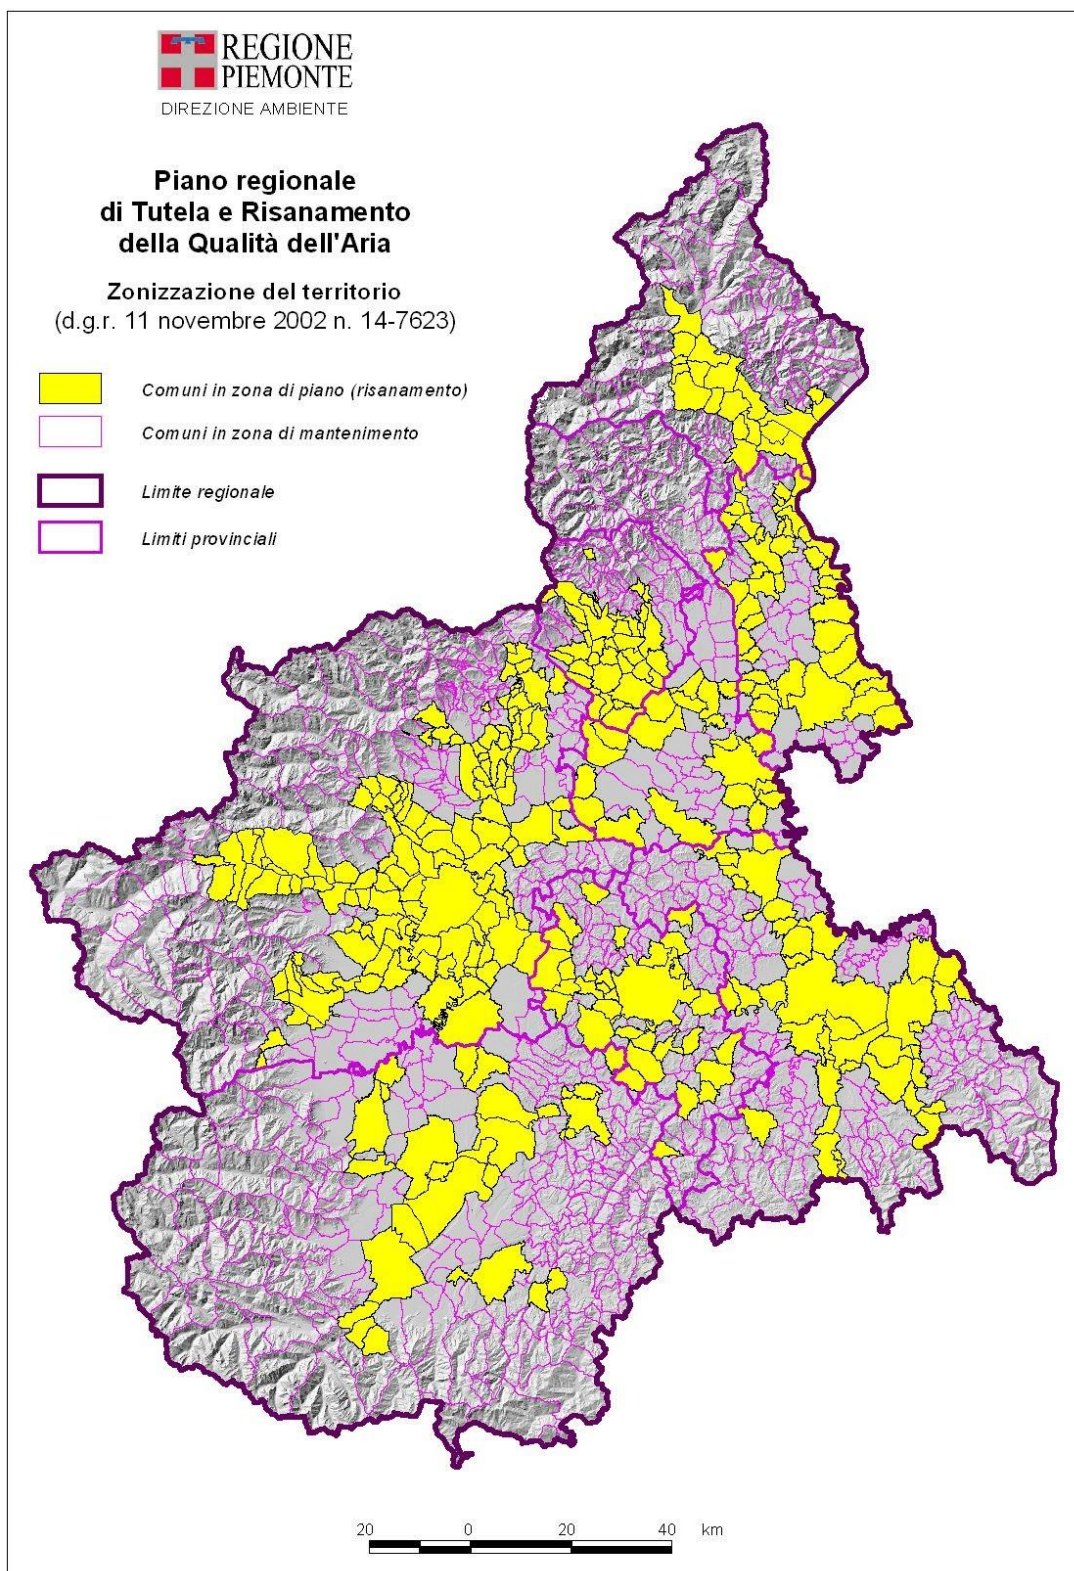 REGIONE
PIEMONTE
DIREZIONE AMBIENTE
Piano regionale
di Tutela e Risanamento
della Qualità dell'Aria
Zonizzazione del territorio
(d.g.r. 11 novembre 2002 n. 14-7623)
Comuni in zona di piano (risanamento)
Comuni in zona di mantenimento
Limite regionale
Limiti provinciali
20 0 20 40 km